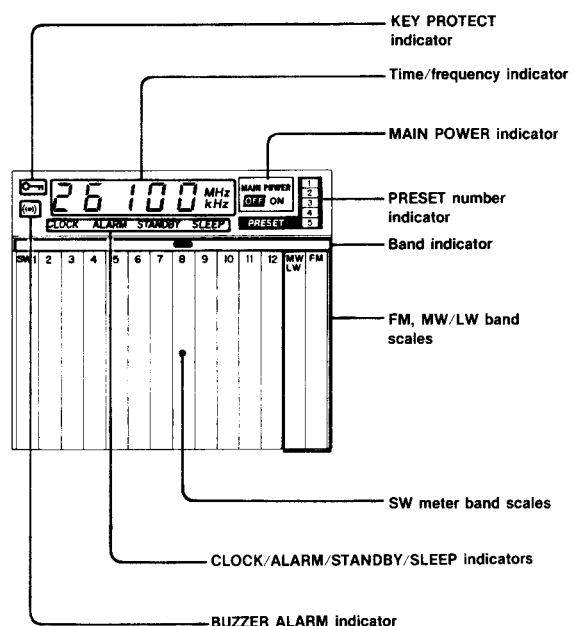 KEY PROTECT
indicator
Time/frequency indicator
MAIN POWER indicator
26100 MHz
kHz
MAIN POWER
OFF ON
PRESET
1
2
3
4
5
CLOCK ALARM STANDBY SLEEP
PRESET number
indicator
Band indicator
SW 1 2 3 4 5 6 7 8 9 10 11 12 MW FM
LW
FM, MW/LW band
scales
SW meter band scales
CLOCK/ALARM/STANDBY/SLEEP indicators
BUZZER ALARM indicator